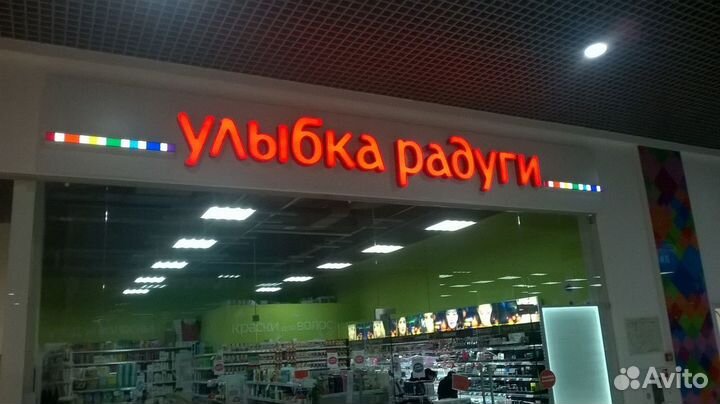 улыбка радуги
краски для волос
Avito